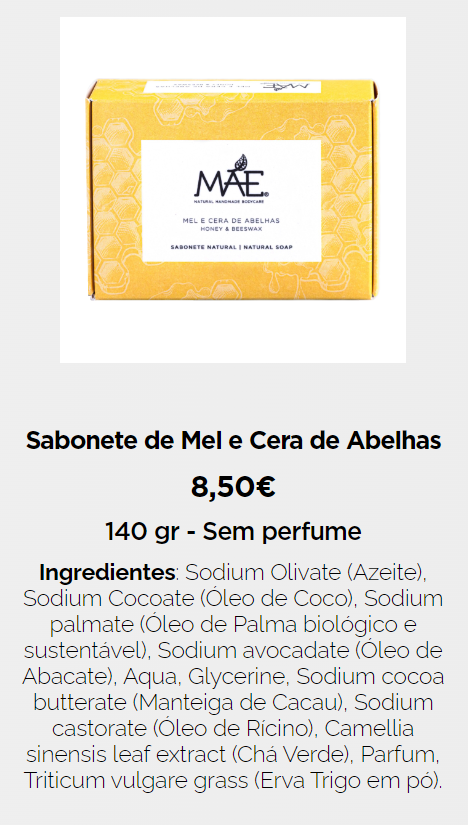 MÆE®
NATURAL HANDMADE BODYCARE
MEL E CERA DE ABELHAS
HONEY & BEESWAX
SABONETE NATURAL | NATURAL SOAP
Sabonete de Mel e Cera de Abelhas
8,50€
140 gr - Sem perfume
Ingredientes: Sodium Olivate (Azeite),
Sodium Cocoate (Óleo de Coco), Sodium
palmate (Óleo de Palma biológico e
sustentável), Sodium avocadate (Óleo de
Abacate), Aqua, Glycerine, Sodium cocoa
butterate (Manteiga de Cacau), Sodium
castorate (Óleo de Rícino), Camellia
sinensis leaf extract (Chá Verde), Parfum,
Triticum vulgare grass (Erva Trigo em pó).